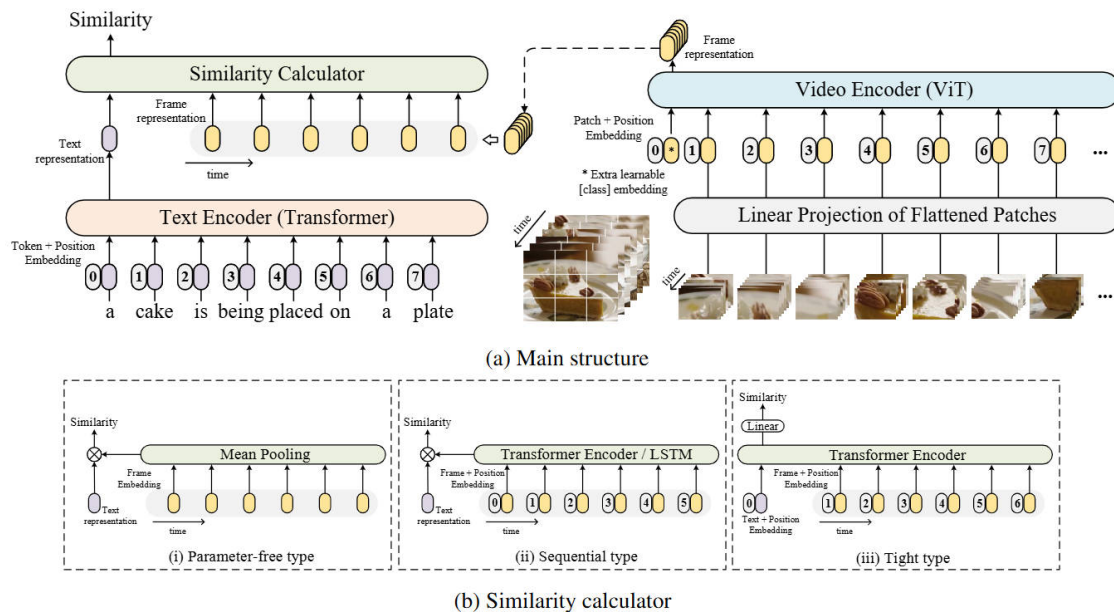 Similarity
Similarity Calculator
Frame
representation
Text
representation
time
Text Encoder (Transformer)
Token + Position
Embedding
0 1 2 3 4 5 6 7
a cake is being placed on a plate
Frame
representation
Video Encoder (ViT)
Patch + Position
Embedding
0 * 1 2 3 4 5 6 7 ...
* Extra learnable
[class] embedding
Linear Projection of Flattened Patches
time
time
...
(a) Main structure
Similarity
Mean Pooling
Frame
Embedding
Text
representation
time
(i) Parameter-free type
Similarity
Transformer Encoder / LSTM
Frame + Position
Embedding
0 1 2 3 4 5
Text
representation
time
(ii) Sequential type
Similarity
Linear
Transformer Encoder
Frame + Position
Embedding
0 1 2 3 4 5 6
Text + Position
Embedding
time
(iii) Tight type
(b) Similarity calculator